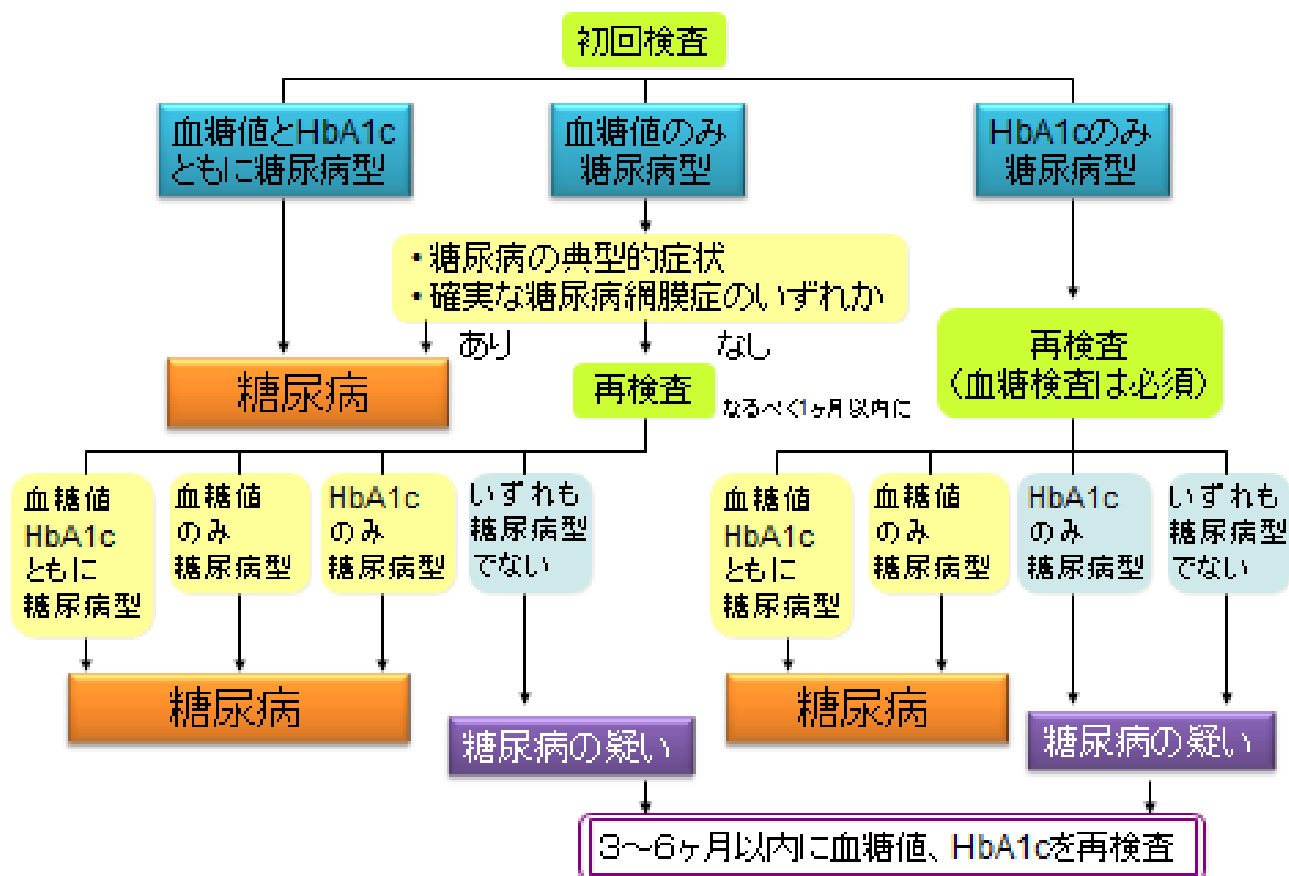 初回検査
血糖値とHbA1c
ともに糖尿病型
血糖値のみ
糖尿病型
HbA1cのみ
糖尿病型
・糖尿病の典型的症状
・確実な糖尿病網膜症のいずれか
あり
なし
糖尿病
再検査
なるべく1ヶ月以内に
再検査
(血糖検査は必須)
血糖値
HbA1c
ともに
糖尿病型
血糖値
のみ
糖尿病型
HbA1c
のみ
糖尿病型
いずれも
糖尿病型
でない
血糖値
HbA1c
ともに
糖尿病型
血糖値
のみ
糖尿病型
HbA1c
のみ
糖尿病型
いずれも
糖尿病型
でない
糖尿病
糖尿病の疑い
糖尿病
糖尿病の疑い
3~6ヶ月以内に血糖値、HbA1cを再検査